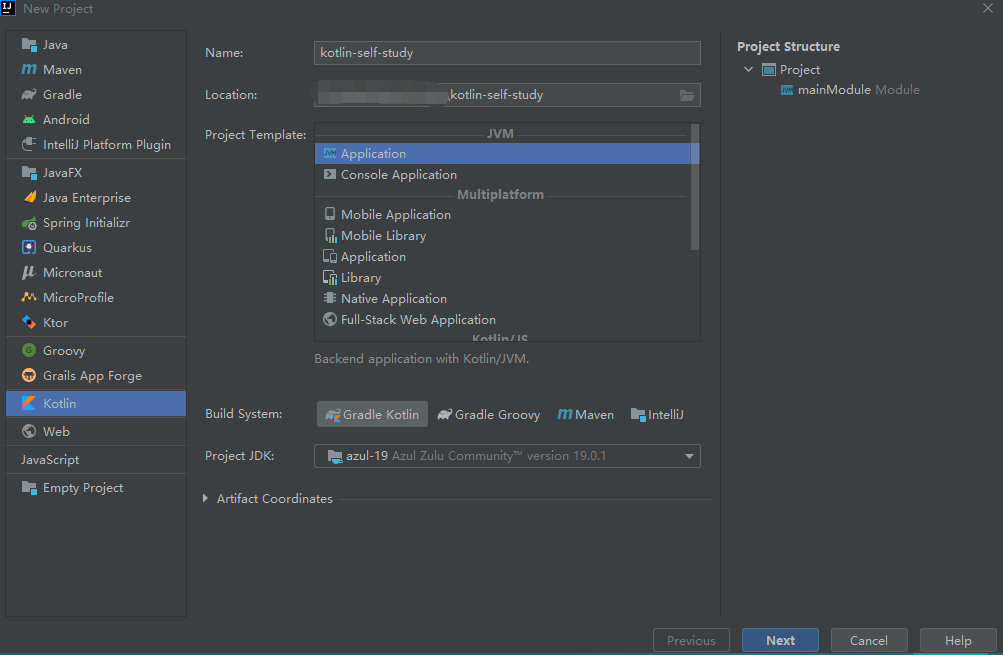 New Project
Java
Maven
Gradle
Android
IntelliJ Platform Plugin
JavaFX
Java Enterprise
Spring Initializr
Quarkus
Micronaut
MicroProfile
Ktor
Groovy
Grails App Forge
Kotlin
Web
JavaScript
Empty Project
Name: kotlin-self-study
Location: \kotlin-self-study
Project Template:
JVM
Application
Console Application
Multiplatform
Mobile Application
Mobile Library
Application
Library
Native Application
Full-Stack Web Application
Kotlin/JS
Backend application with Kotlin/JVM.
Build System: Gradle Kotlin Gradle Groovy Maven IntelliJ
Project JDK: azul-19 Azul Zulu Community™ version 19.0.1
Artifact Coordinates
Project Structure
Project
mainModule Module
Previous Next Cancel Help